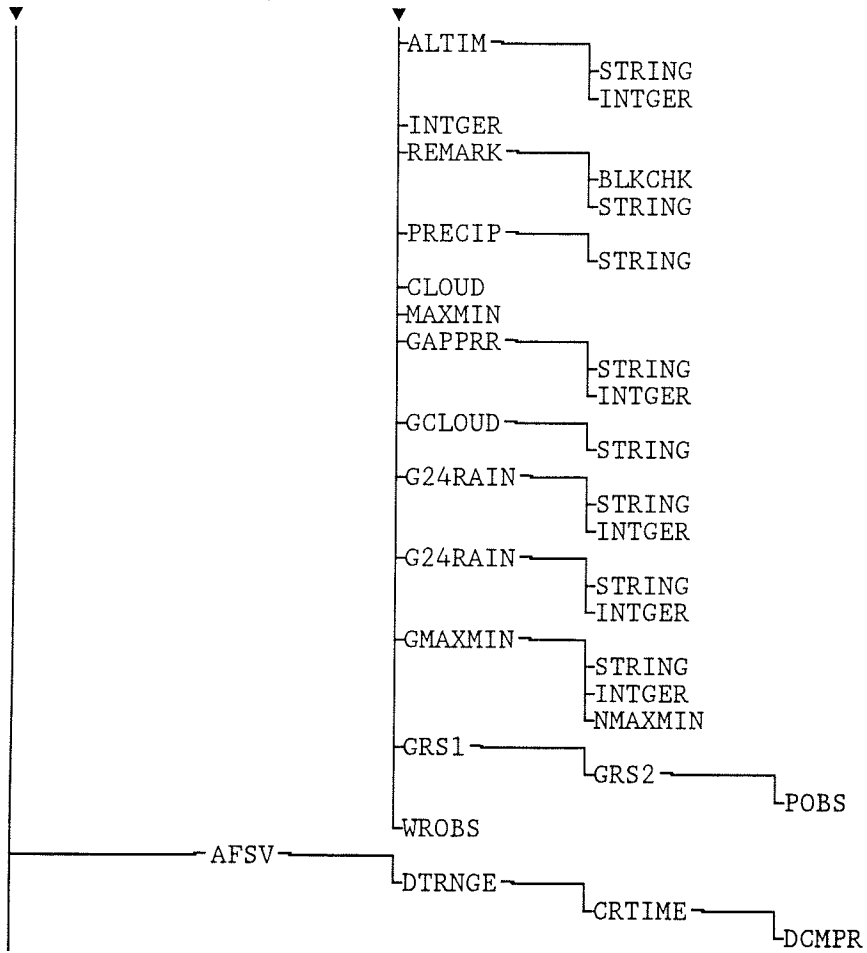 ALTIM
STRING
INTGER
INTGER
REMARK
BLKCHK
STRING
PRECIP
STRING
CLOUD
MAXMIN
GAPPRR
STRING
INTGER
GCLOUD
STRING
G24RAIN
STRING
INTGER
G24RAIN
STRING
INTGER
GMAXMIN
STRING
INTGER
NMAXMIN
GRS1
GRS2
POBS
WROBS
AFSV
DTRNGE
CRTIME
DCMPR